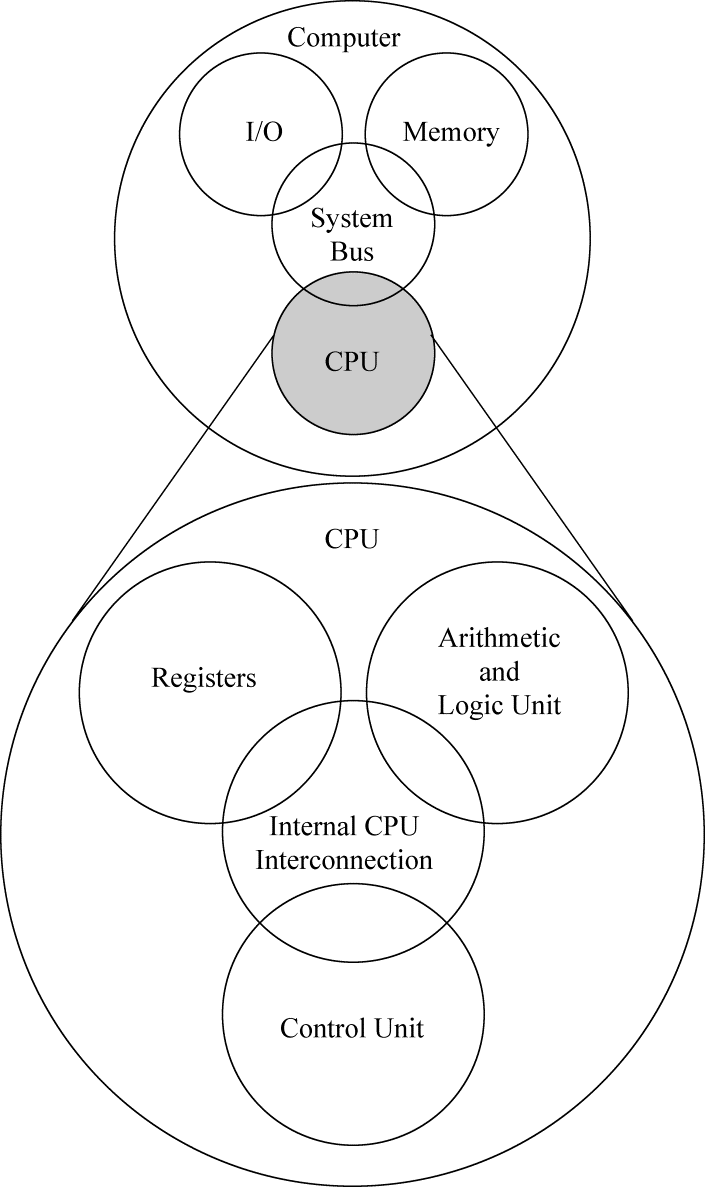 Computer
I/O
Memory
System
Bus
CPU
CPU
Registers
Arithmetic
and
Logic Unit
Internal CPU
Interconnection
Control Unit